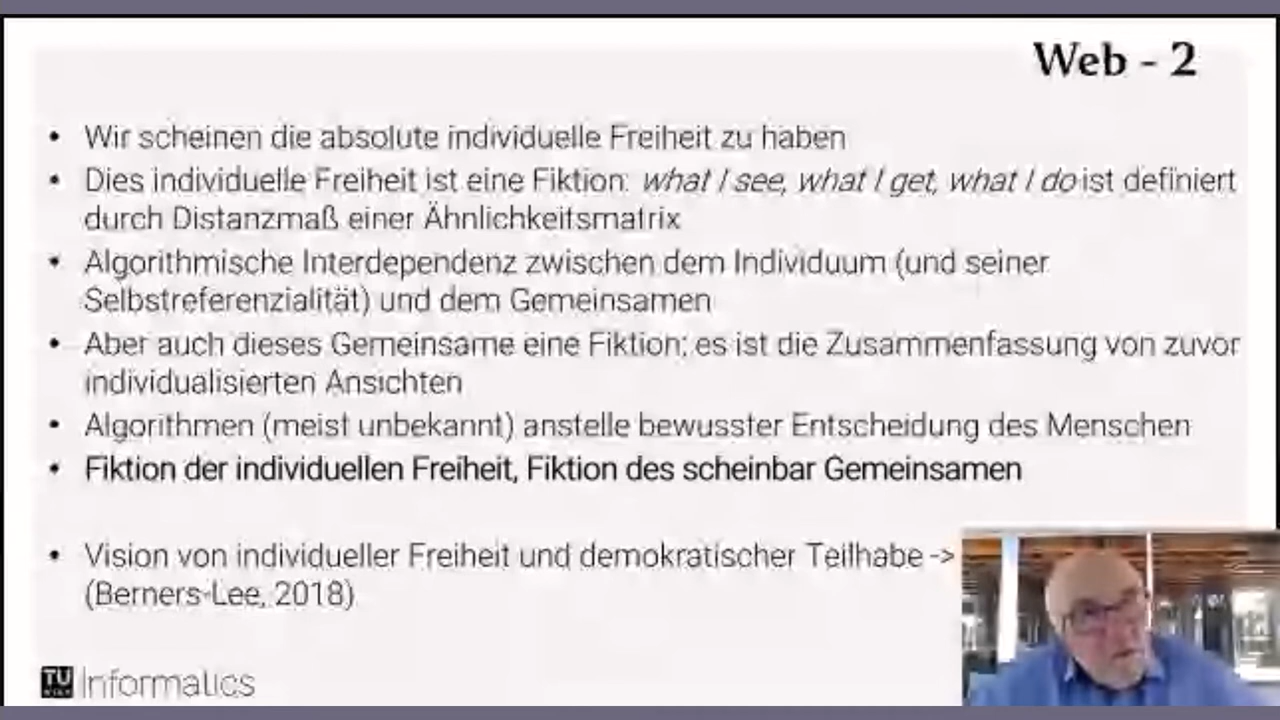 Web - 2
• Wir scheinen die absolute individuelle Freiheit zu haben
• Dies individuelle Freiheit ist eine Fiktion: what I see, what I get, what I do ist definiert
durch Distanzmaß einer Ähnlichkeitsmatrix
• Algorithmische Interdependenz zwischen dem Individuum (und seiner
Selbstreferenzialität) und dem Gemeinsamen
• Aber auch dieses Gemeinsame eine Fiktion: es ist die Zusammenfassung von zuvor
individualisierten Ansichten
• Algorithmen (meist unbekannt) anstelle bewusster Entscheidung des Menschen
• Fiktion der individuellen Freiheit, Fiktion des scheinbar Gemeinsamen
• Vision von individueller Freiheit und demokratischer Teilhabe ->
(Berners-Lee, 2018)
TU Informatics